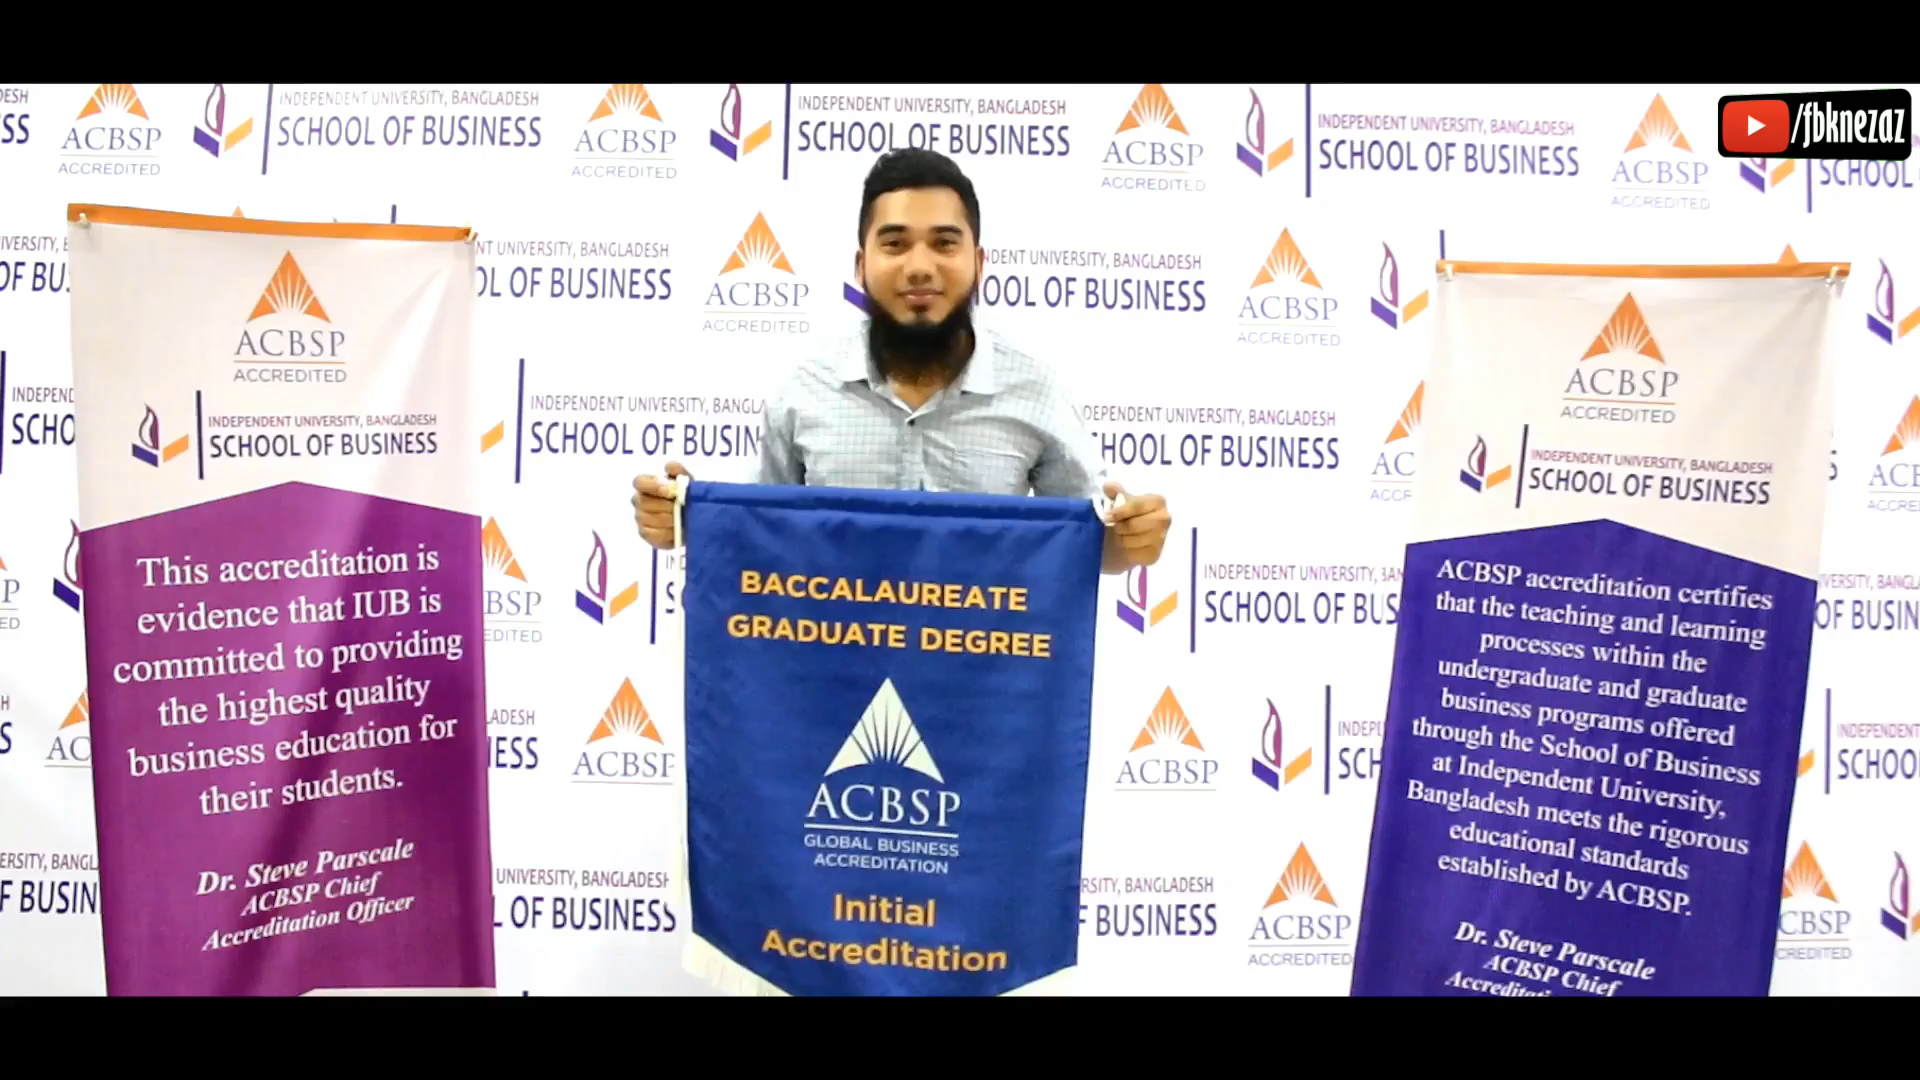 /fbknezaz
INDEPENDENT UNIVERSITY, BANGLADESH
SCHOOL OF BUSINESS
ACBSP
ACCREDITED
ACBSP
ACCREDITED
INDEPENDENT UNIVERSITY, BANGLADESH
SCHOOL OF BUSINESS
This accreditation is
evidence that IUB is
committed to providing
the highest quality
business education for
their students.
Dr. Steve Parscale
ACBSP Chief
Accreditation Officer
BACCALAUREATE
GRADUATE DEGREE
ACBSP
GLOBAL BUSINESS
ACCREDITATION
Initial
Accreditation
ACBSP
ACCREDITED
INDEPENDENT UNIVERSITY, BANGLADESH
SCHOOL OF BUSINESS
ACBSP accreditation certifies
that the teaching and learning
processes within the
undergraduate and graduate
business programs offered
through the School of Business
at Independent University,
Bangladesh meets the rigorous
educational standards
established by ACBSP.
Dr. Steve Parscale
ACBSP Chief